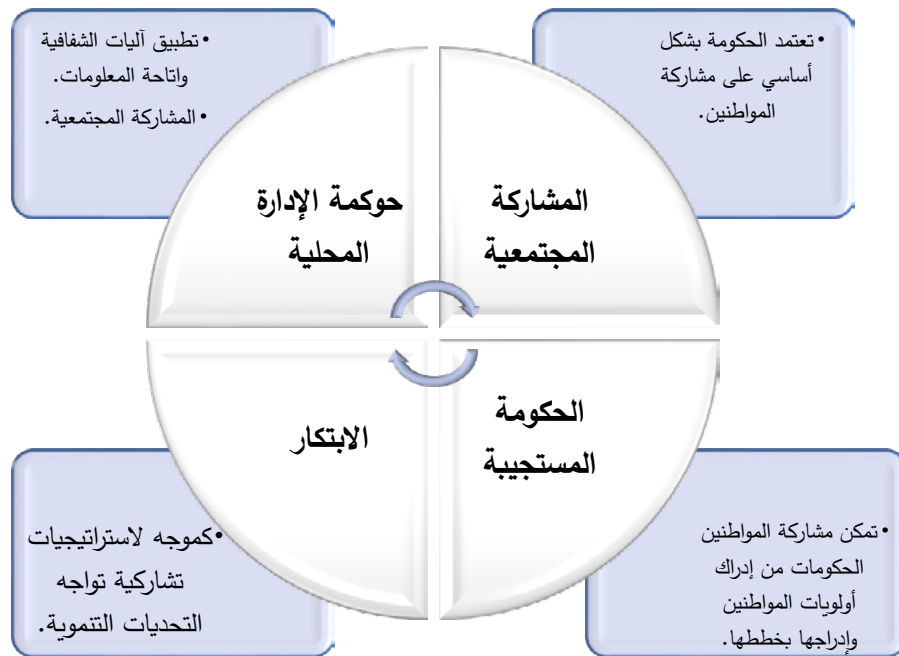 •تعتمد الحكومة بشكل
أساسي على مشاركة
المواطنين.
•تطبيق آليات الشفافية
واتاحة المعلومات.
•المشاركة المجتمعية.
المشاركة
المجتمعية
حوكمة الإدارة
المحلية
الحكومة
المستجيبة
الابتكار
•تمكن مشاركة المواطنين
الحكومات من إدراك
أولويات المواطنين
وإدراجها بخططها.
•كموجه لاستراتيجيات
تشاركية تواجه
التحديات التنموية.